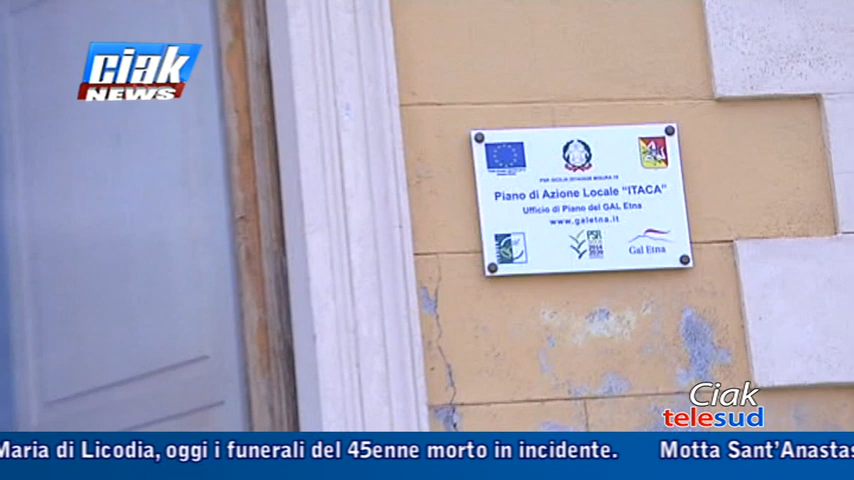 ciak
NEWS
PSR SICILIA 2014/2020 MISURA 19
Piano di Azione Locale “ITACA”
Ufficio di Piano del GAL Etna
www.galetna.it
PSR
2014
2020
Gal Etna
Ciak
telesud
Maria di Licodia, oggi i funerali del 45enne morto in incidente. Motta Sant’Anastas